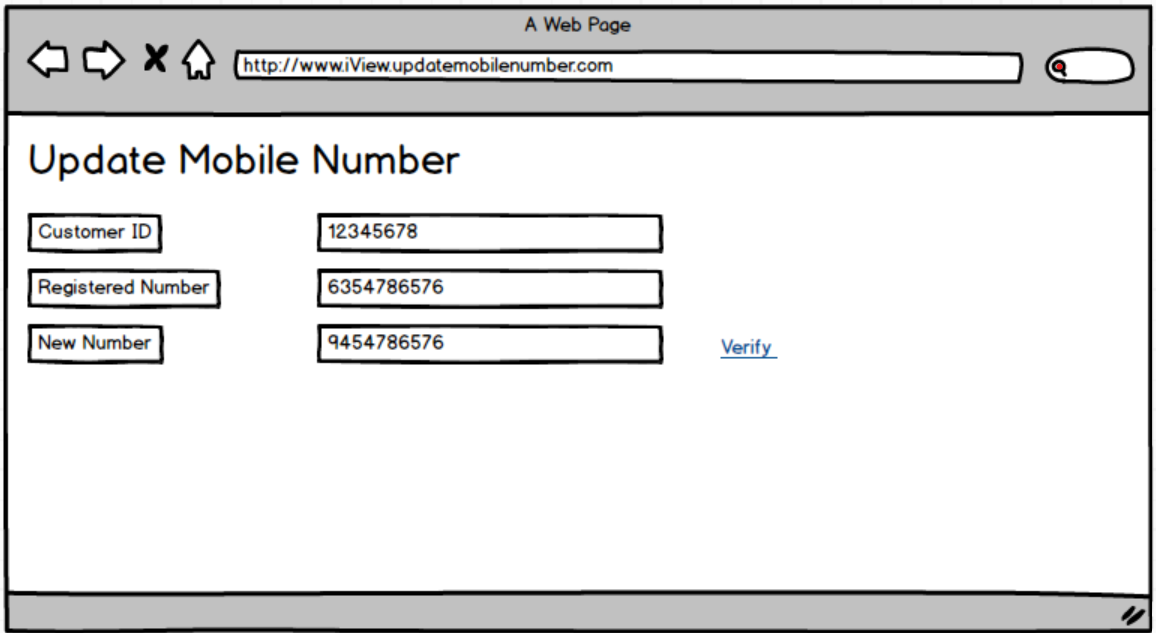 A Web Page
http://www.iView.updatemobilenumber.com
Update Mobile Number
Customer ID 12345678
Registered Number 6354786576
New Number 9454786576 Verify